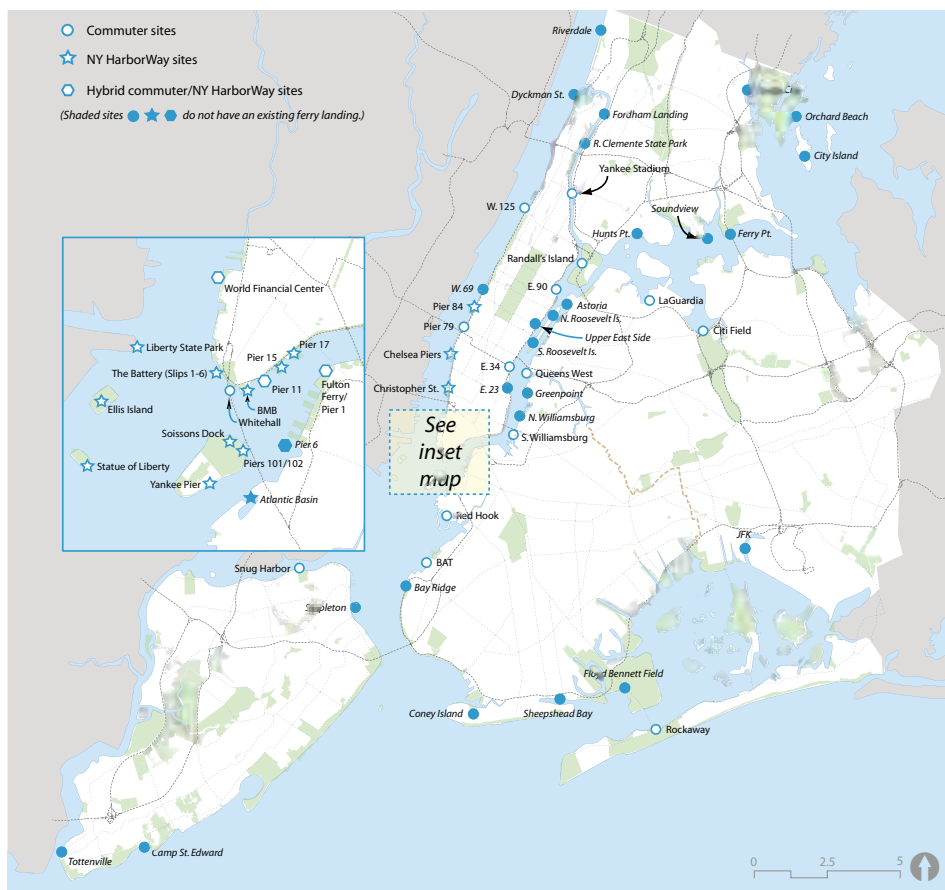 Commuter sites
NY HarborWay sites
Hybrid commuter/NY HarborWay sites
(Shaded sites do not have an existing ferry landing.)
Riverdale
Dyckman St.
Fordham Landing
Orchard Beach
R. Clemente State Park
City Island
Yankee Stadium
W. 125
Soundview
Hunts Pt.
Ferry Pt.
Randall's Island
W. 69
E. 90
Pier 84
Astoria
LaGuardia
N. Roosevelt Is.
Pier 79
Citi Field
Upper East Side
Chelsea Piers
S. Roosevelt Is.
E. 34
Queens West
Christopher St.
E. 23
Greenpoint
N. Williamsburg
See
inset
map
S. Williamsburg
World Financial Center
Liberty State Park
Pier 17
Pier 15
The Battery (Slips 1-6)
Pier 11
Fulton
Ferry/
Pier 1
Ellis Island
BMB
Whitehall
Soissons Dock
Pier 6
Piers 101/102
Statue of Liberty
Yankee Pier
Atlantic Basin
Red Hook
JFK
BAT
Snug Harbor
Bay Ridge
Floyd Bennett Field
Coney Island
Sheepshead Bay
Rockaway
Camp St. Edward
Tottenville
0 2.5 5